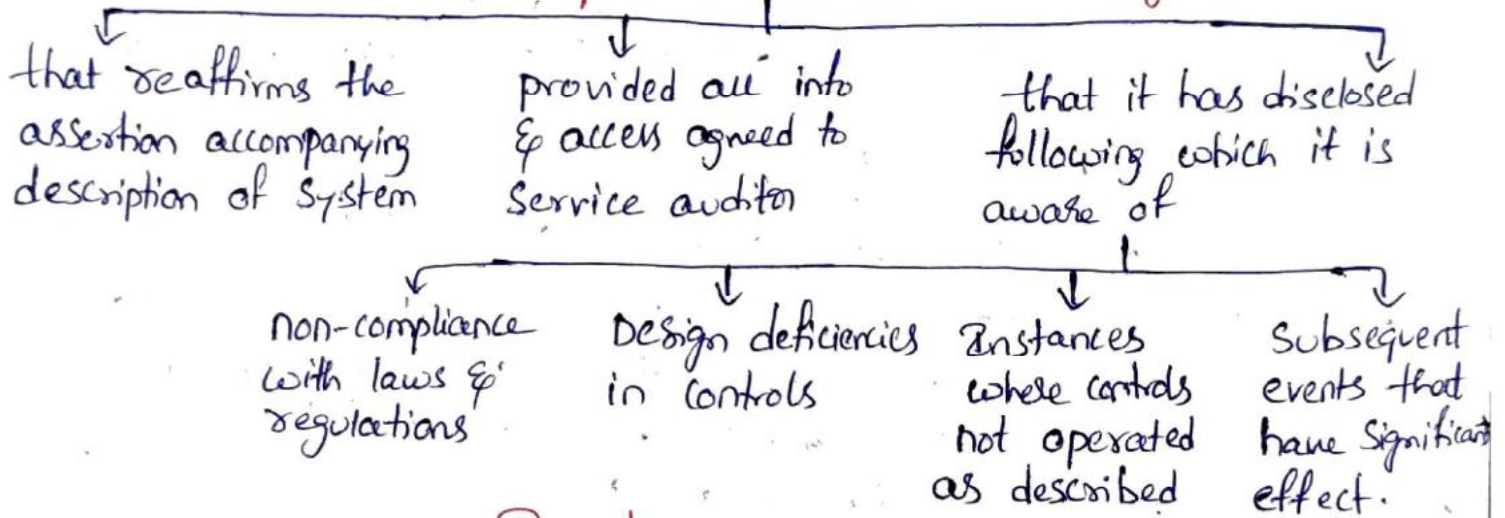 that reaffirms the
assertion accompanying
description of System
provided all info
& access agreed to
Service auditor
that it has disclosed
following which it is
aware of
non-compliance
with laws &
regulations
Design deficiencies
in controls
Instances
where controls
not operated
as described
Subsequent
events that
have Significant
effect.